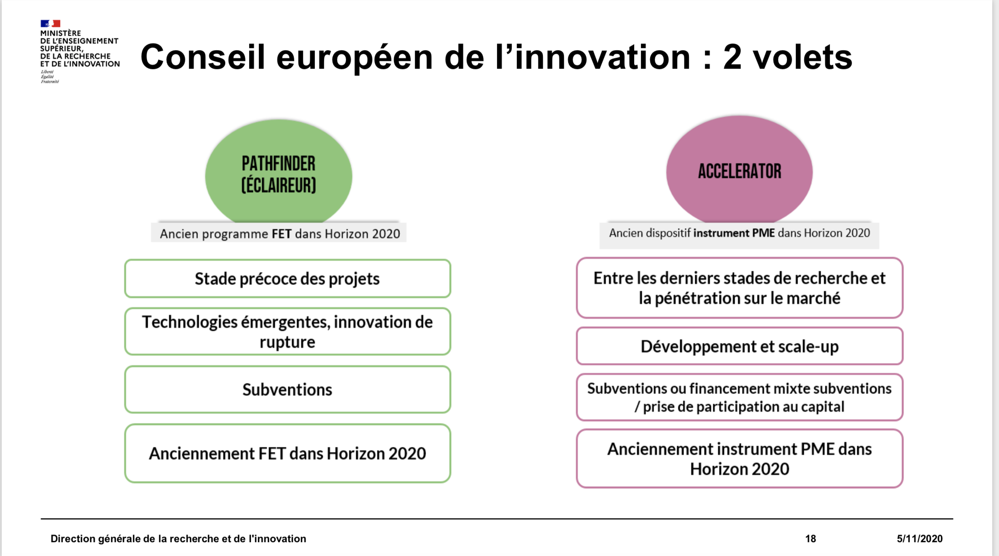 MINISTÈRE
DE L'ENSEIGNEMENT
SUPÉRIEUR,
DE LA RECHERCHE
ET DE L'INNOVATION
Liberté
Égalité
Fraternité
Conseil européen de l’innovation : 2 volets
PATHFINDER
(ÉCLAIREUR)
Ancien programme FET dans Horizon 2020
Stade précoce des projets
Technologies émergentes, innovation de
rupture
Subventions
Anciennement FET dans Horizon 2020
ACCELERATOR
Ancien dispositif instrument PME dans Horizon 2020
Entre les derniers stades de recherche et
la pénétration sur le marché
Développement et scale-up
Subventions ou financement mixte subventions
/ prise de participation au capital
Anciennement instrument PME dans
Horizon 2020
Direction générale de la recherche et de l'innovation
18
5/11/2020